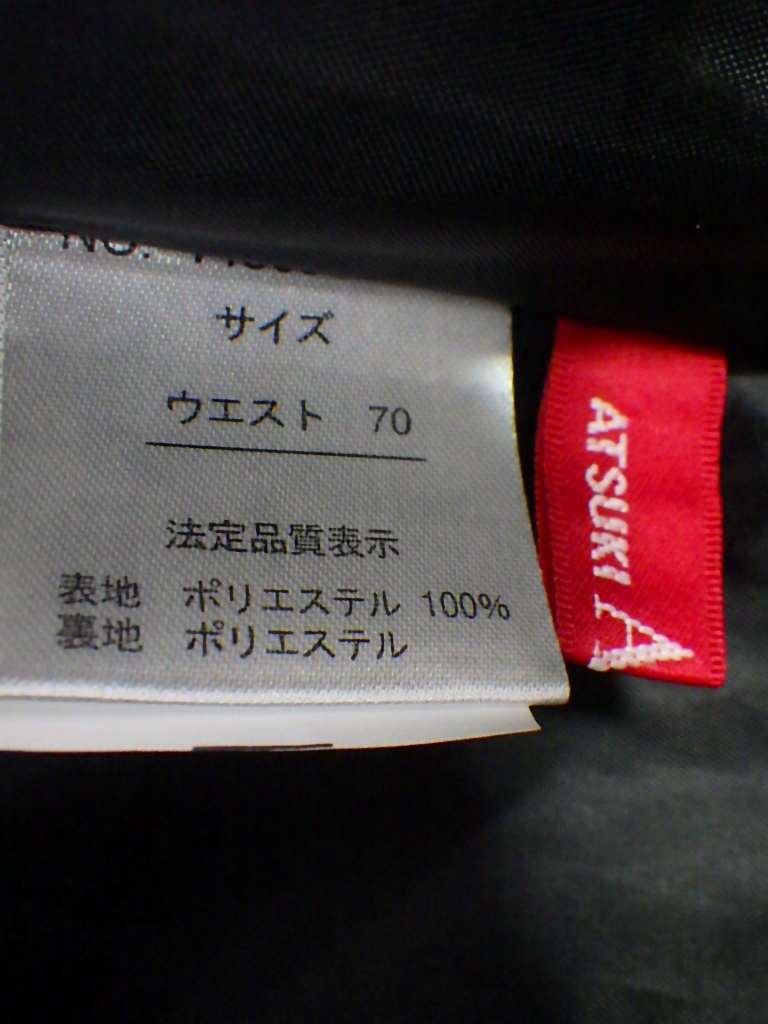 サイズ
ウエスト 70
法定品質表示
表地 ポリエステル 100%
裏地 ポリエステル
ATSUKI A